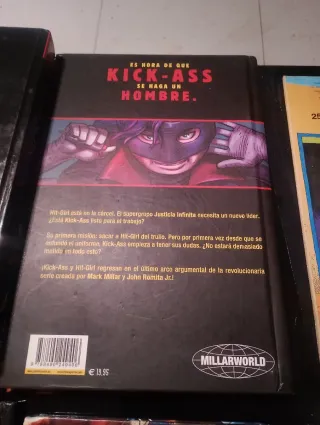 ES HORA DE QUE
KICK-ASS
SE HAGA UN
HOMBRE.
Hit-Girl está en la cárcel. El supergrupo Justicia Infinita necesita un nuevo líder.
¿Está Kick-Ass listo para el trabajo?
Su primera misión: sacar a Hit-Girl del trullo. Pero por primera vez desde que se
enfundó el uniforme, Kick-Ass empieza a tener sus dudas. ¿No estará demasiado
metido en todo esto?
¡Kick-Ass y Hit-Girl regresan en el último arco argumental de la revolucionaria
serie creada por Mark Millar y John Romita Jr.!
€ 19,95
MILLARWORLD
25